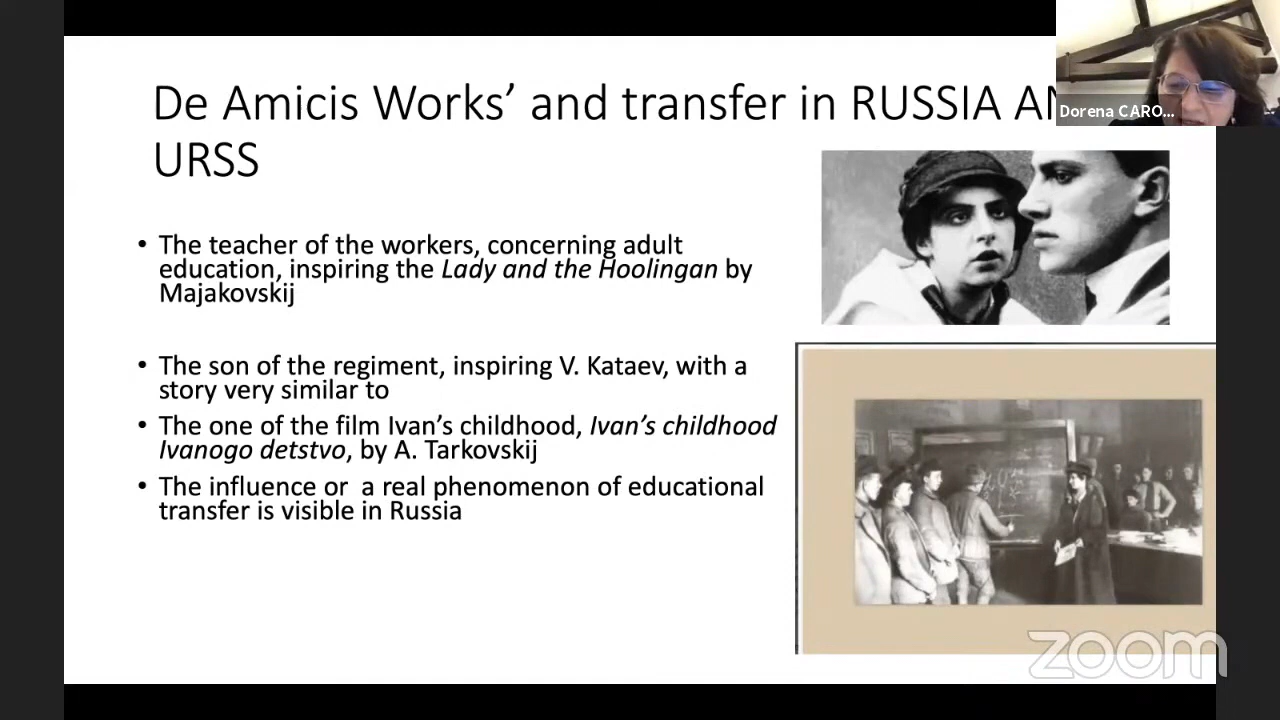 De Amicis Works’ and transfer in RUSSIA
URSS
Dorena CARO...
• The teacher of the workers, concerning adult
education, inspiring the Lady and the Hoolingan by
Majakovskij
• The son of the regiment, inspiring V. Kataev, with a
story very similar to
• The one of the film Ivan’s childhood, Ivan’s childhood
Ivanogo detstvo, by A. Tarkovskij
• The influence or a real phenomenon of educational
transfer is visible in Russia
zoom